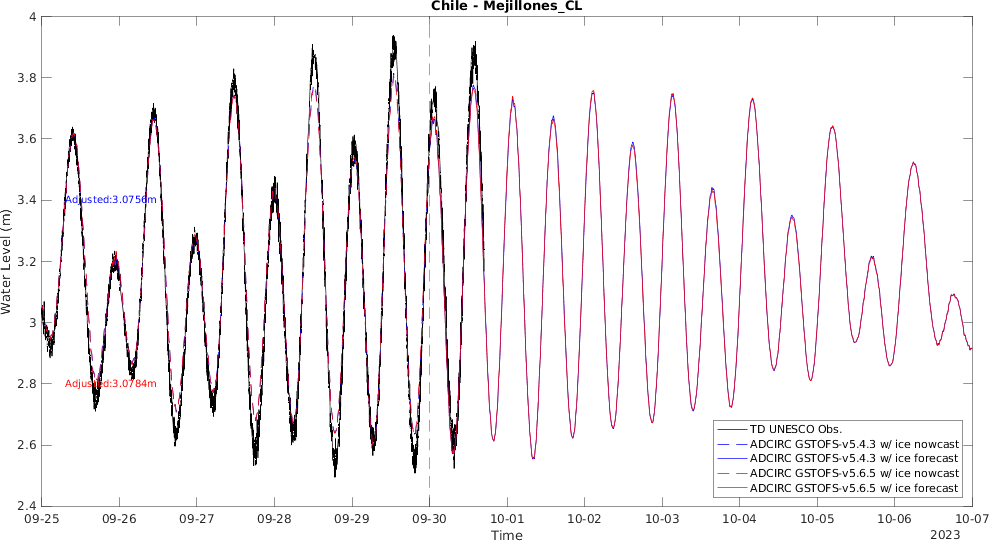 Chile - Mejillones_CL
4
3.8
3.6
3.4
3.2
3
2.8
2.6
2.4
Water Level (m)
Adjusted:3.0756m
Adjusted:3.0784m
TD UNESCO Obs.
ADCIRC GSTOFS-v5.4.3 w/ ice nowcast
ADCIRC GSTOFS-v5.4.3 w/ ice forecast
ADCIRC GSTOFS-v5.6.5 w/ ice nowcast
ADCIRC GSTOFS-v5.6.5 w/ ice forecast
09-25 09-26 09-27 09-28 09-29 09-30 10-01 10-02 10-03 10-04 10-05 10-06 10-07
Time
2023